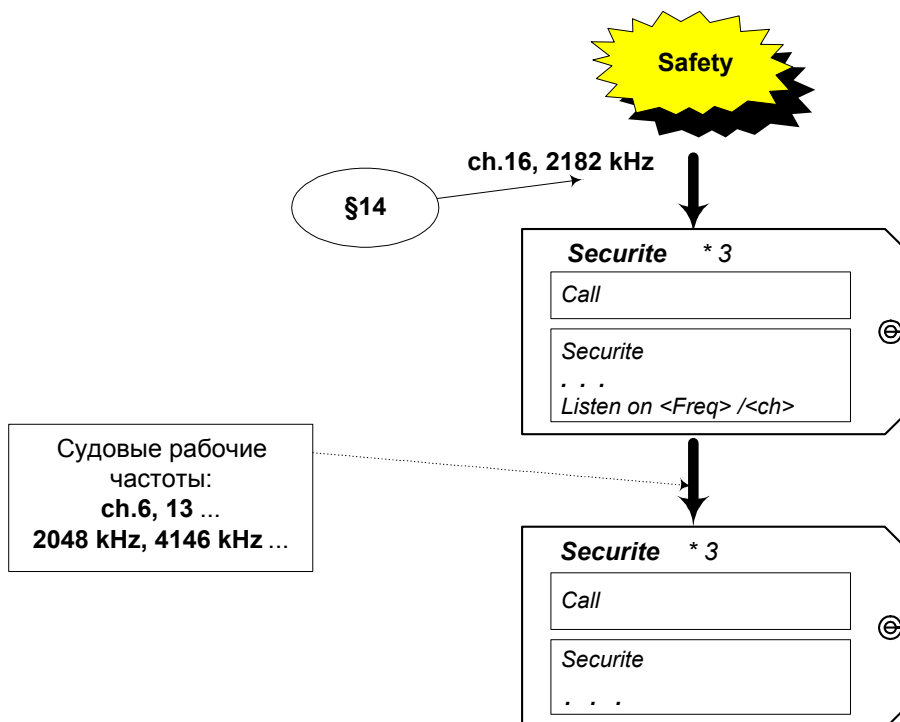 Safety
ch.16, 2182 kHz
§14
Securite * 3
Call
Securite
. . .
Listen on <Freq> /<ch>
Судовые рабочие
частоты:
ch.6, 13 ...
2048 kHz, 4146 kHz ...
Securite * 3
Call
Securite
. . .